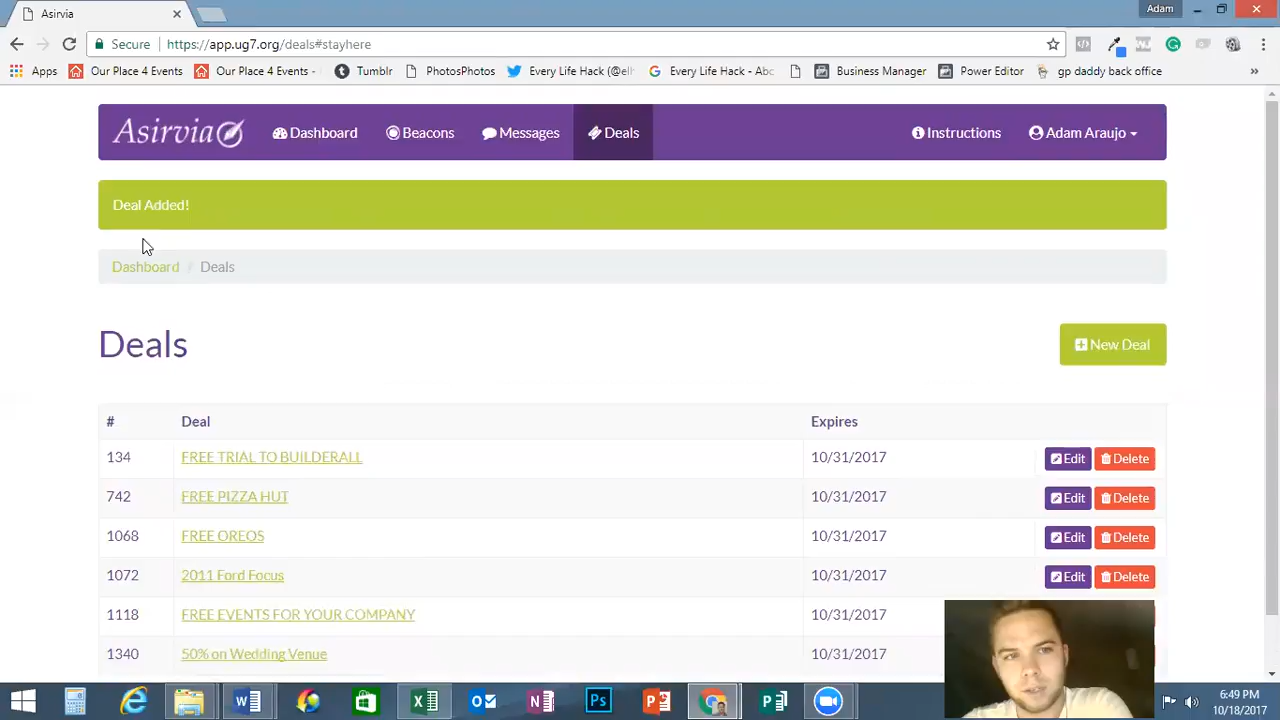 Asirvia
Adam
Secure https://app.ug7.org/deals#stayhere
Apps Our Place 4 Events Our Place 4 Events - Tumblr PhotoPhotos Every Life Hack (@elh Every Life Hack - Abc Business Manager Power Editor gp daddy back office »
Asirvia Dashboard Beacons Messages Deals Instructions Adam Araujo
Deal Added!
Dashboard / Deals
Deals
New Deal
# Deal Expires
134 FREE TRIAL TO BUILDERALL 10/31/2017 Edit Delete
742 FREE PIZZA HUT 10/31/2017 Edit Delete
1068 FREE OREOS 10/31/2017 Edit Delete
1072 2011 Ford Focus 10/31/2017 Edit Delete
1118 FREE EVENTS FOR YOUR COMPANY 10/31/2017
1340 50% on Wedding Venue 10/31/2017
6:49 PM
10/18/2017